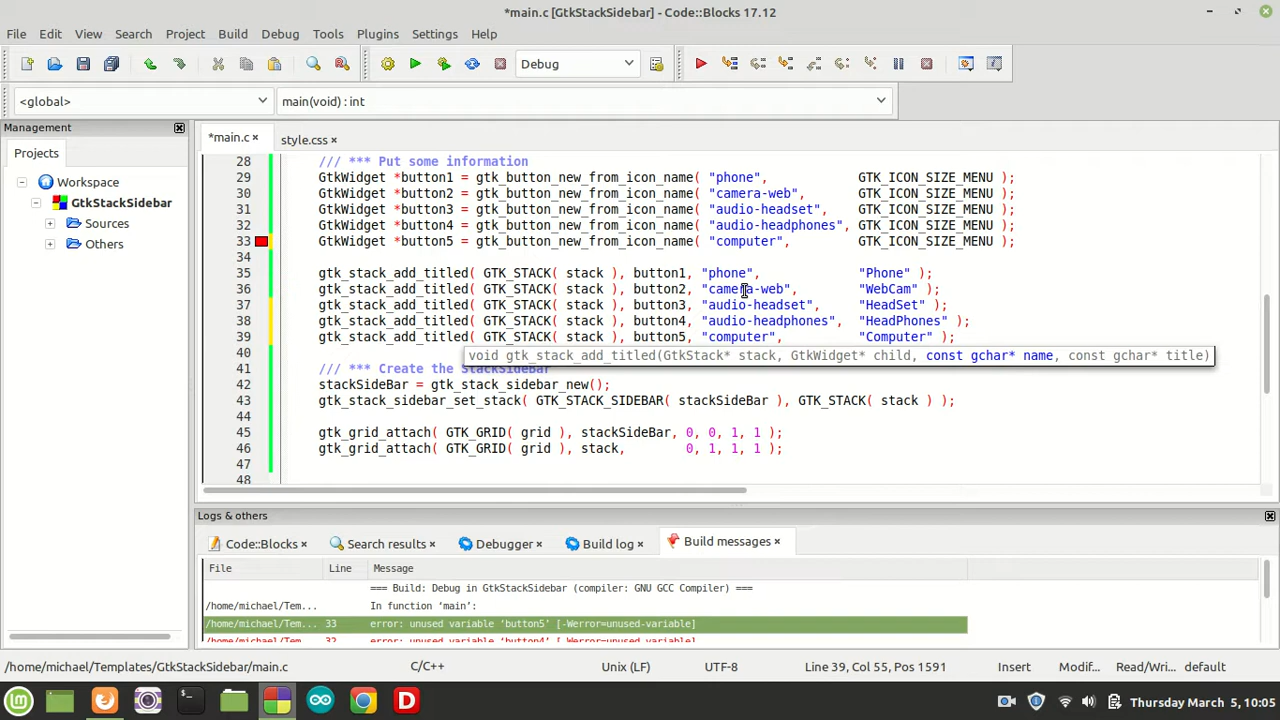 *main.c [GtkStackSidebar] - Code::Blocks 17.12
File Edit View Search Project Build Debug Tools Plugins Settings Help
Debug
<global> main(void) : int
Management
*main.c style.css
Projects
Workspace
GtkStackSidebar
Sources
Others
28 /// *** Put some information
29 GtkWidget *button1 = gtk_button_new_from_icon_name( "phone", GTK_ICON_SIZE_MENU );
30 GtkWidget *button2 = gtk_button_new_from_icon_name( "camera-web", GTK_ICON_SIZE_MENU );
31 GtkWidget *button3 = gtk_button_new_from_icon_name( "audio-headset", GTK_ICON_SIZE_MENU );
32 GtkWidget *button4 = gtk_button_new_from_icon_name( "audio-headphones", GTK_ICON_SIZE_MENU );
33 GtkWidget *button5 = gtk_button_new_from_icon_name( "computer", GTK_ICON_SIZE_MENU );
34
35 gtk_stack_add_titled( GTK_STACK( stack ), button1, "phone", "Phone" );
36 gtk_stack_add_titled( GTK_STACK( stack ), button2, "camera-web", "WebCam" );
37 gtk_stack_add_titled( GTK_STACK( stack ), button3, "audio-headset", "HeadSet" );
38 gtk_stack_add_titled( GTK_STACK( stack ), button4, "audio-headphones", "HeadPhones" );
39 gtk_stack_add_titled( GTK_STACK( stack ), button5, "computer", "Computer" );
40 void gtk_stack_add_titled(GtkStack* stack, GtkWidget* child, const gchar* name, const gchar* title)
41 /// *** Create the StackSideBar
42 stackSideBar = gtk_stack_sidebar_new();
43 gtk_stack_sidebar_set_stack( GTK_STACK_SIDEBAR( stackSideBar ), GTK_STACK( stack ) );
44
45 gtk_grid_attach( GTK_GRID( grid ), stackSideBar, 0, 0, 1, 1 );
46 gtk_grid_attach( GTK_GRID( grid ), stack, 0, 1, 1, 1 );
47
48
Logs & others
Code::Blocks Search results Debugger Build log Build messages
File Line Message
=== Build: Debug in GtkStackSidebar (compiler: GNU GCC Compiler) ===
/home/michael/Tem... In function ‘main’:
/home/michael/Tem... 33 error: unused variable ‘button5’ [-Werror=unused-variable]
/home/michael/Tem... 32 error: unused variable ‘button4’ [-Werror=unused-variable]
/home/michael/Templates/GtkStackSidebar/main.c C/C++ Unix (LF) UTF-8 Line 39, Col 55, Pos 1591 Insert Modif... Read/Wri... default
Thursday March 5, 10:05